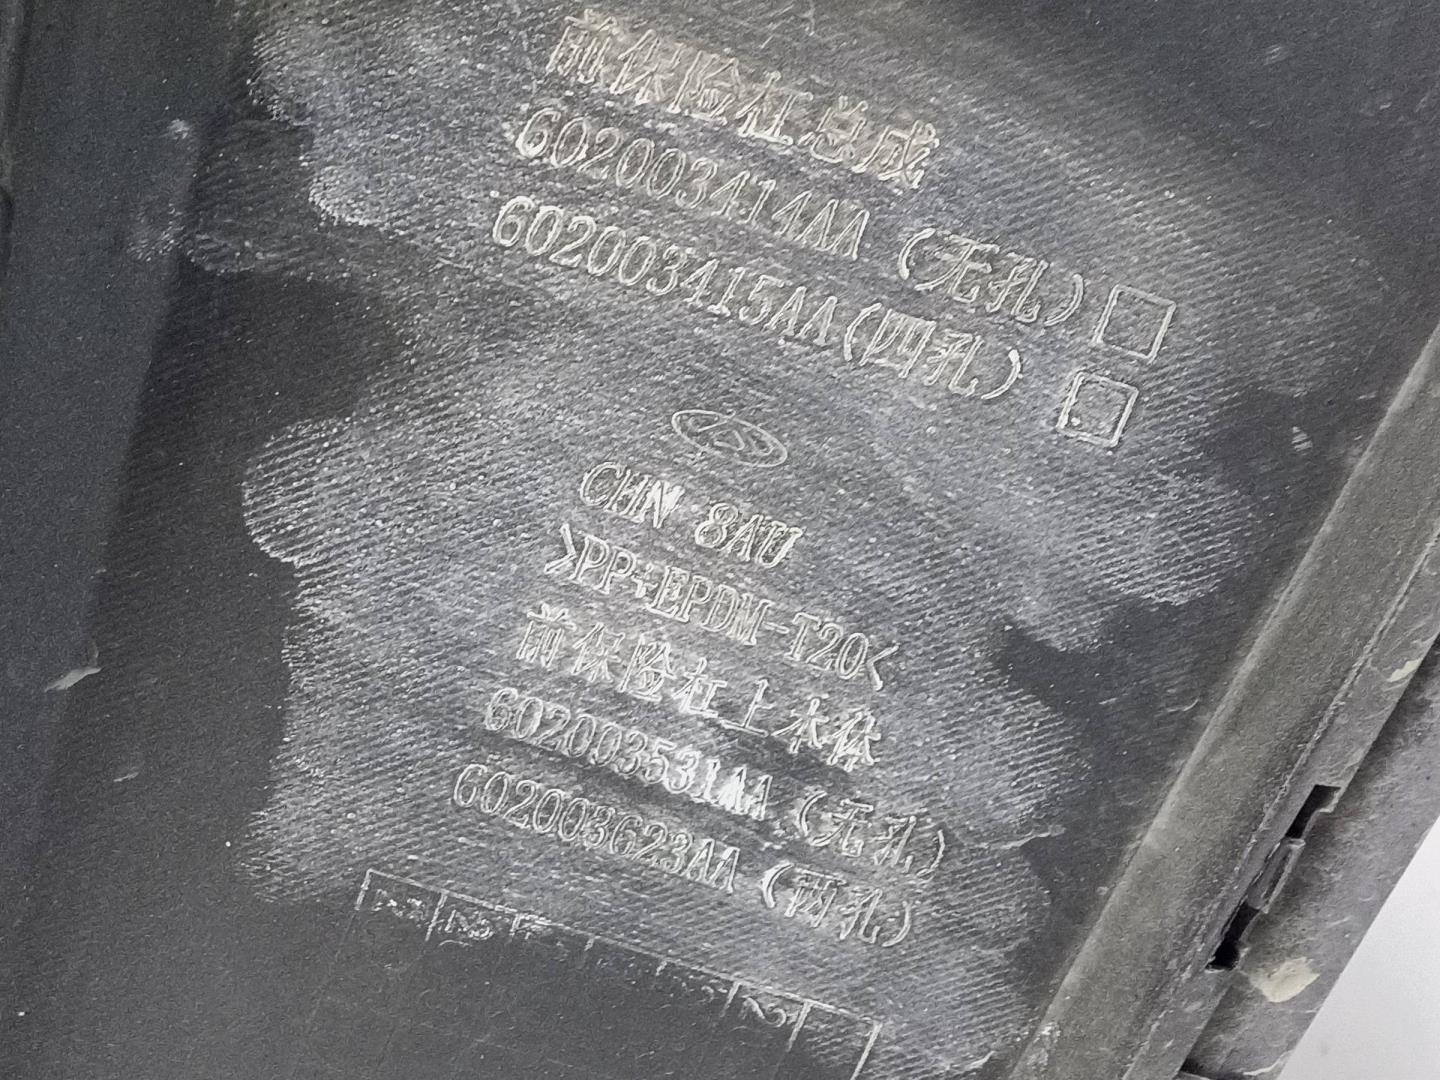 前保险杠总成
602003414AA (无孔) □
602003415AA (四孔) □
CHN 8AU
>PP+EPDM-T20<
前保险杠上本体
602003531AA (无孔)
602003623AA (两孔)